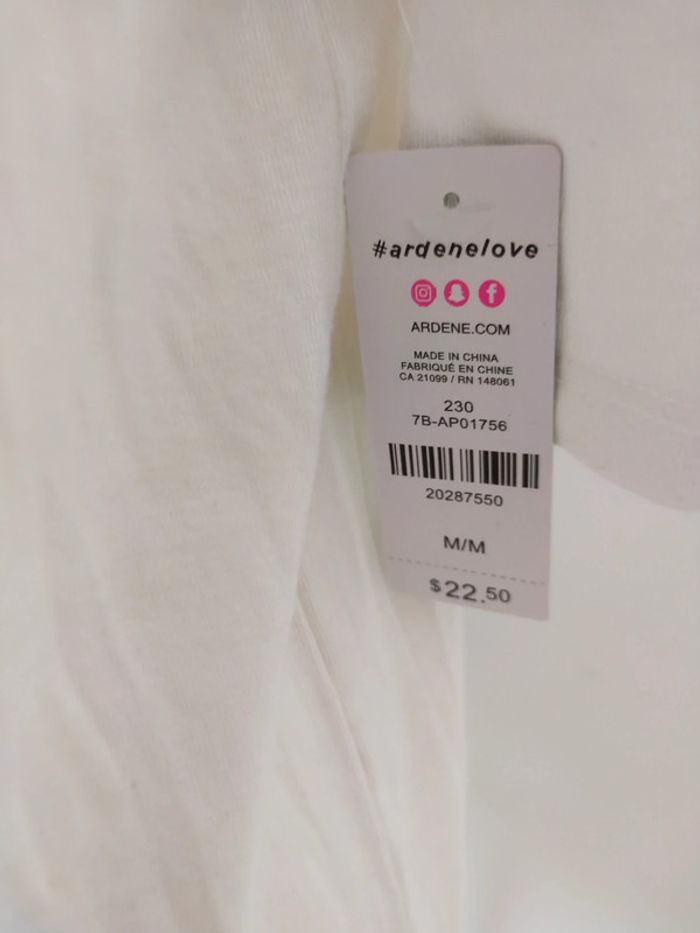 #ardenelove
ARDENE.COM
MADE IN CHINA
FABRIQUÉ EN CHINE
CA 21099 / RN 148061
230
7B-AP01756
20287550
M/M
$22.50